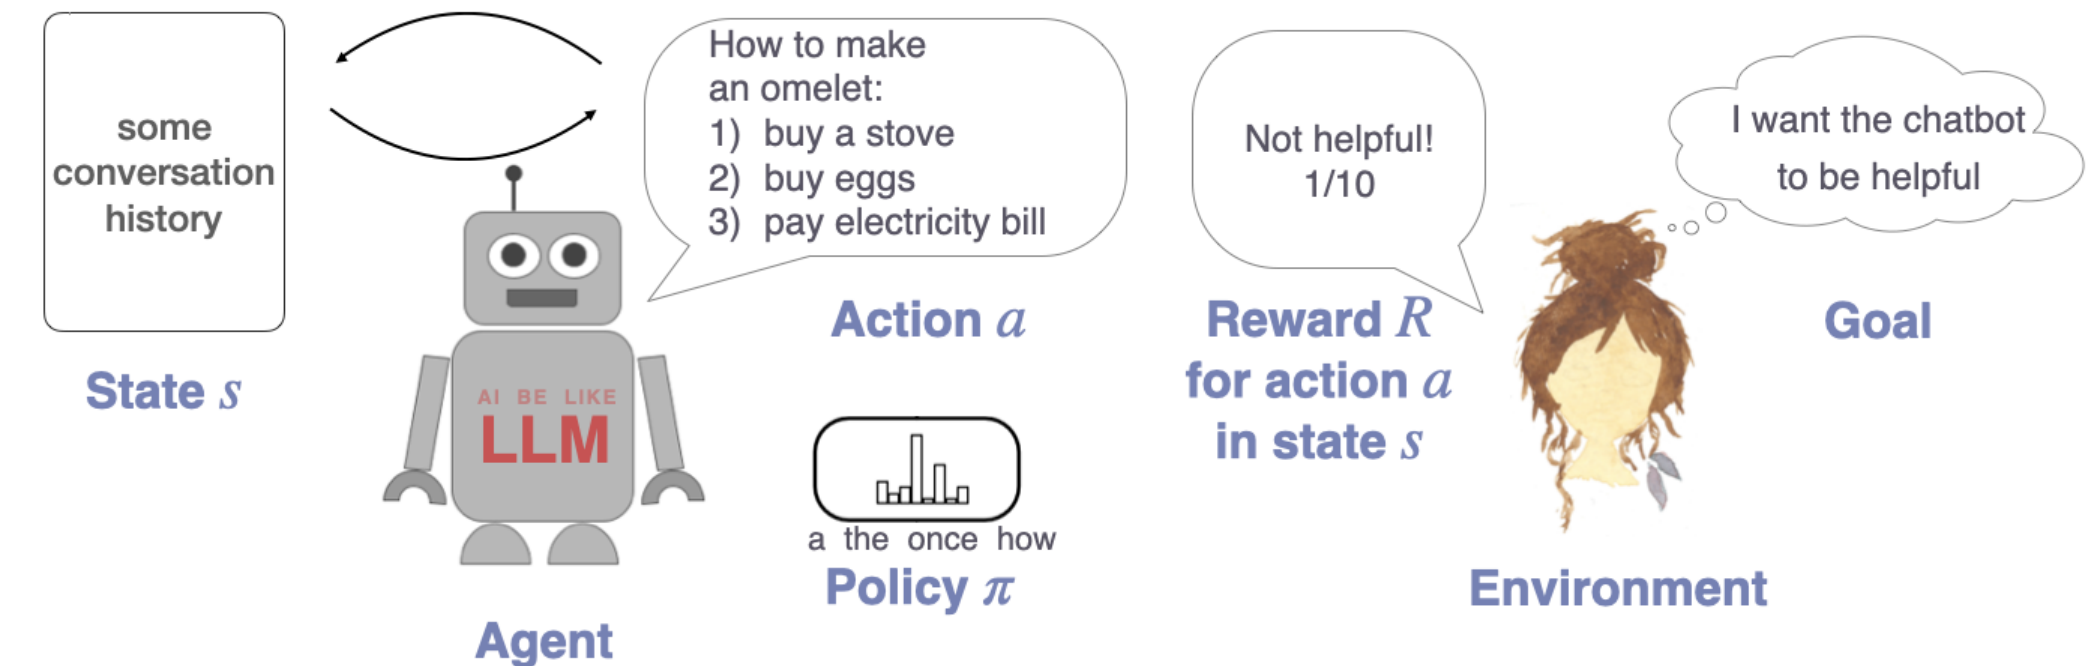 some
conversation
history
State s
AI BE LIKE
LLM
Agent
How to make
an omelet:
1) buy a stove
2) buy eggs
3) pay electricity bill
Action a
a the once how
Policy π
Not helpful!
1/10
Reward R
for action a
in state s
I want the chatbot
to be helpful
Goal
Environment